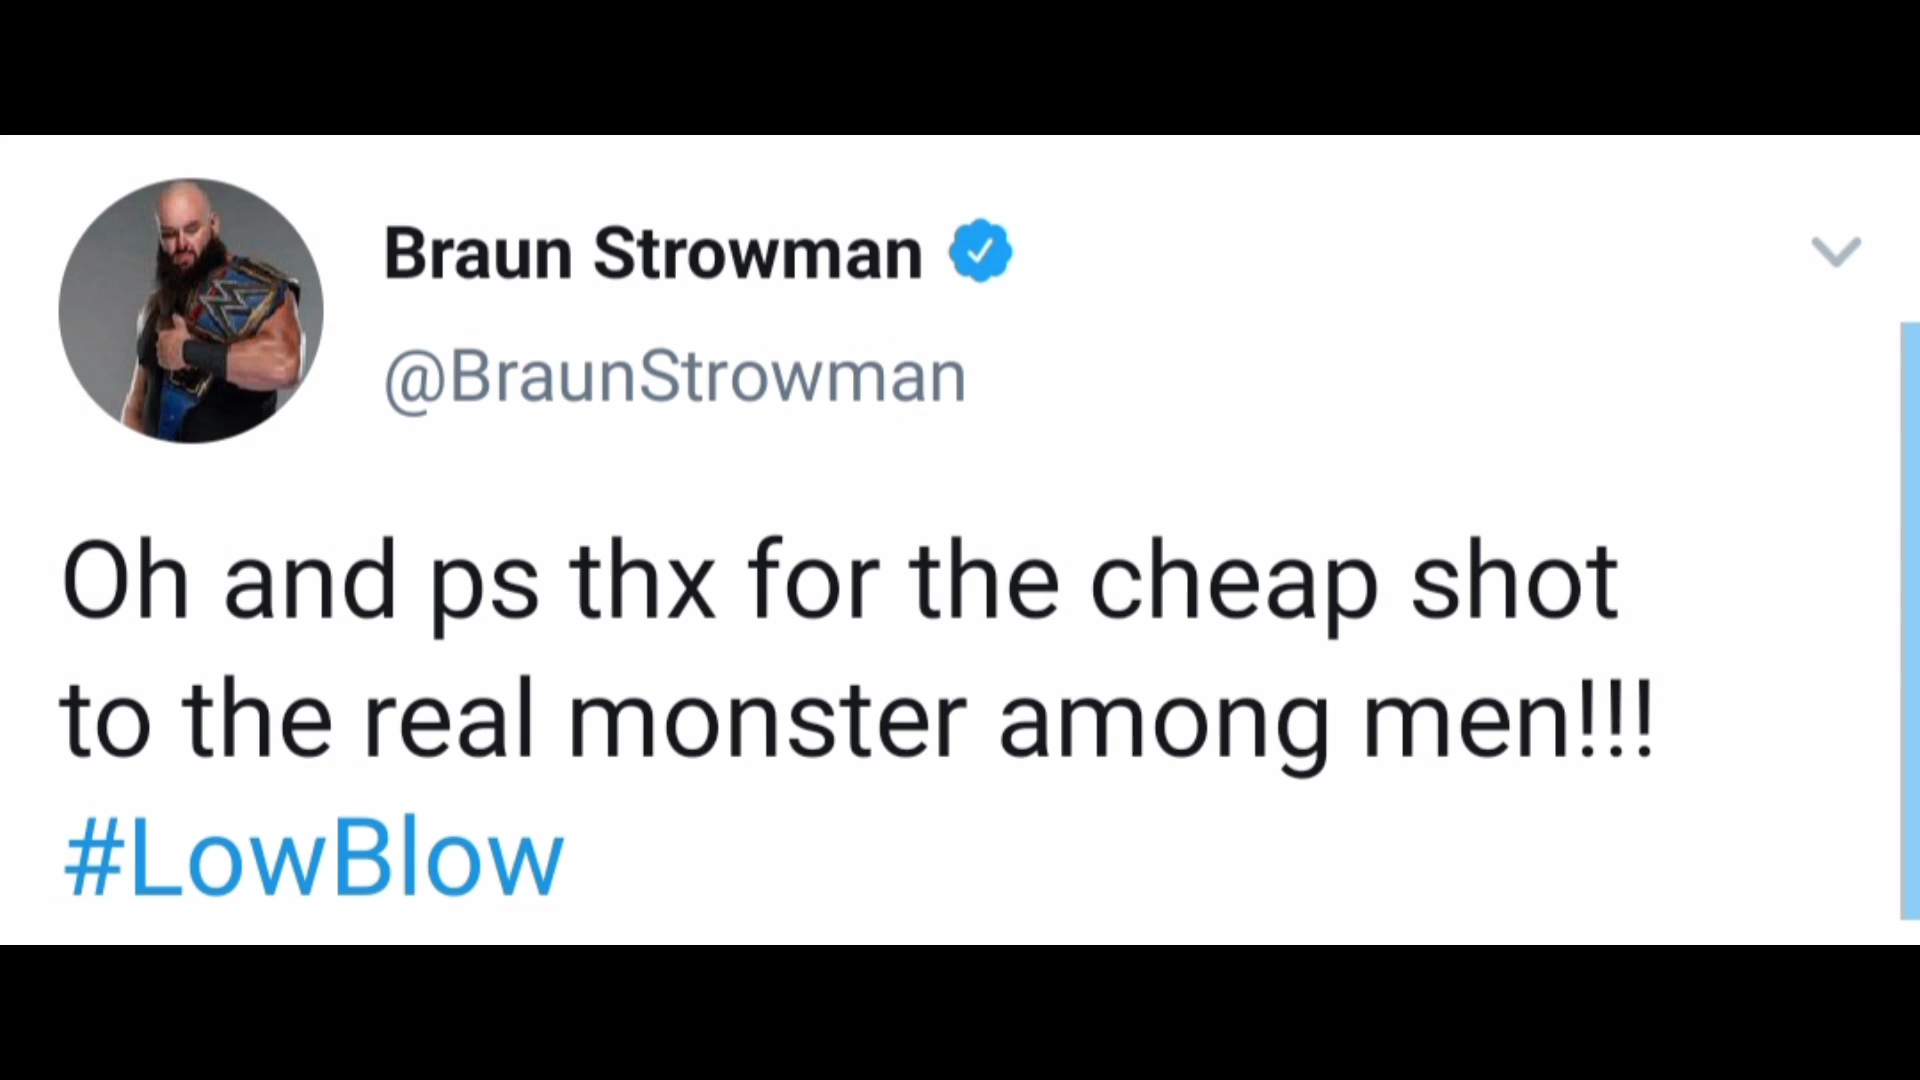 Braun Strowman
@BraunStrowman
Oh and ps thx for the cheap shot
to the real monster among men!!!
#LowBlow